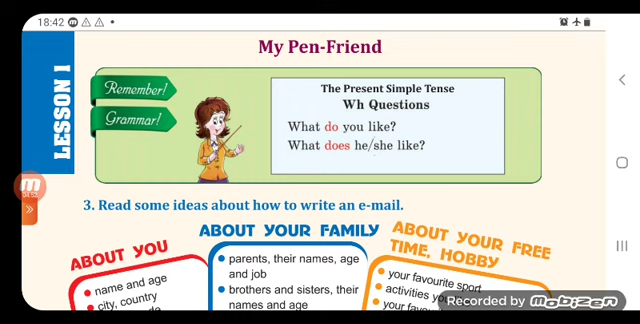 18:42
My Pen-Friend
LESSON 1
Remember!
Grammar!
The Present Simple Tense
Wh Questions
What do you like?
What does he/she like?
3. Read some ideas about how to write an e-mail.
ABOUT YOU
name and age
city, country
ABOUT YOUR FAMILY
parents, their names, age
and job
brothers and sisters, their
names and age
ABOUT YOUR FREE
TIME, HOBBY
your favourite sport
activities
your
Recorded by mobizen